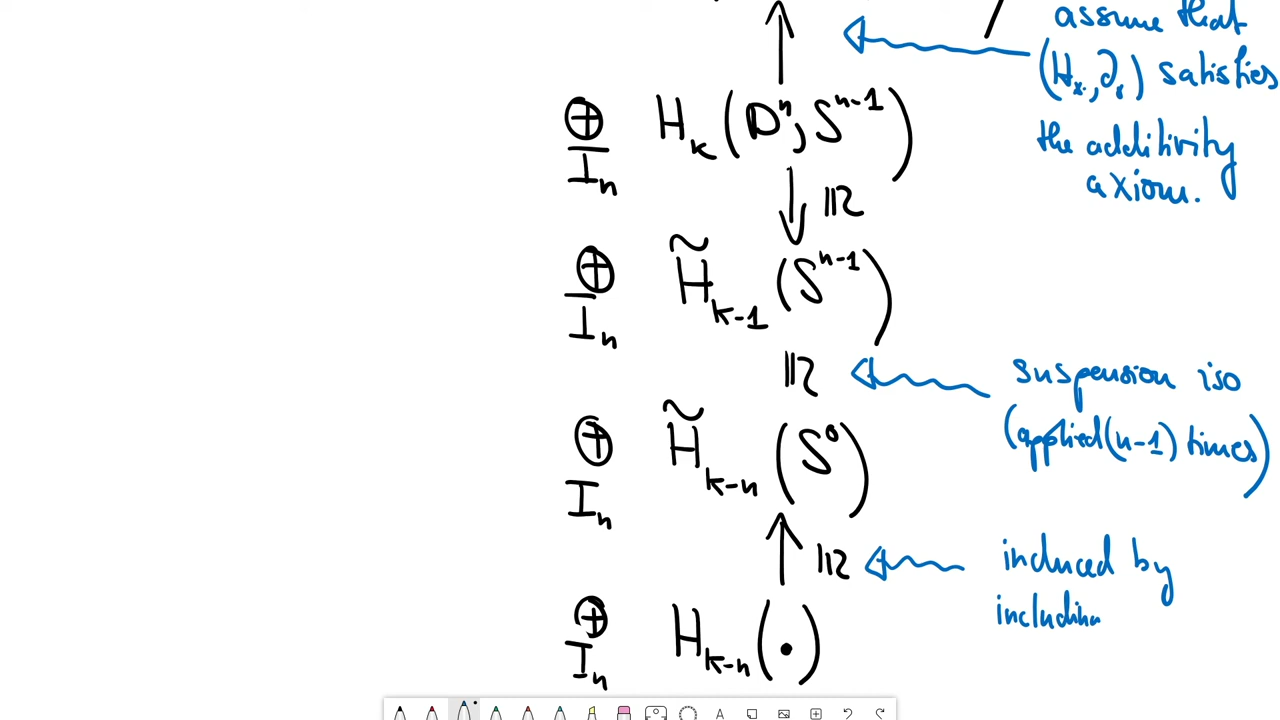 assume that
(H_*, ∂_*) satisfies
the additivity
axiom.
⊕_{I_n} H_k (D^n, S^{n-1})
↓ ≅
⊕_{I_n} H̃_{k-1} (S^{n-1})
≅
suspension iso
(applied (n-1) times)
⊕_{I_n} H̃_{k-n} (S^0)
↑ ≅
induced by
⊕_{I_n} H_{k-n} (•)